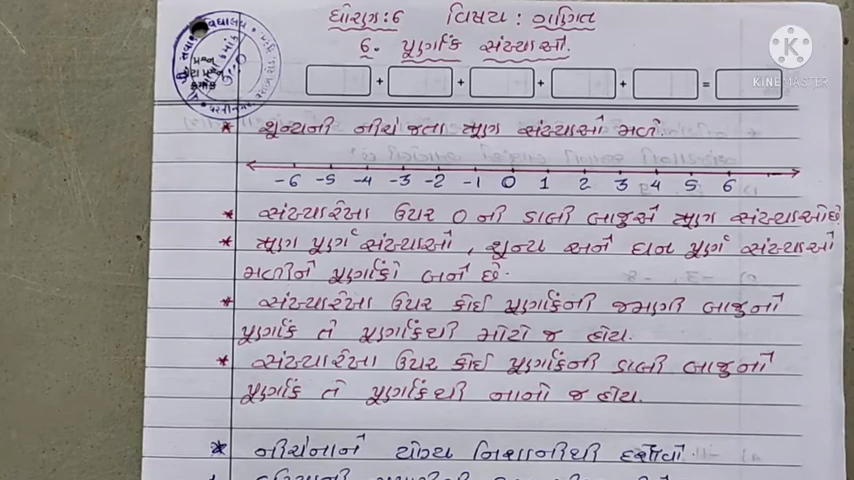 ધોરણ : 6 વિષય : ગણિત
6. પૂર્ણાંક સંખ્યાઓ.
KINEMASTER
+ + + + =
* શૂન્યની નીચે જતા ઋણ સંખ્યાઓ મળે.
-6 -5 -4 -3 -2 -1 0 1 2 3 4 5 6
* સંખ્યારેખા ઉપર 0 ની ડાબી બાજુએ ઋણ સંખ્યાઓ છે
* ઋણ પૂર્ણ સંખ્યાઓ, શૂન્ય અને ધન પૂર્ણ સંખ્યાઓ
મળીને પૂર્ણાંકો બને છે.
* સંખ્યારેખા ઉપર કોઈ પૂર્ણાંકની જમણી બાજુનો
પૂર્ણાંક તે પૂર્ણાંકથી મોટો જ હોય.
* સંખ્યારેખા ઉપર કોઈ પૂર્ણાંકની ડાબી બાજુનો
પૂર્ણાંક તે પૂર્ણાંકથી નાનો જ હોય.
* નીચેનાને યોગ્ય નિશાનીથી દર્શાવો.